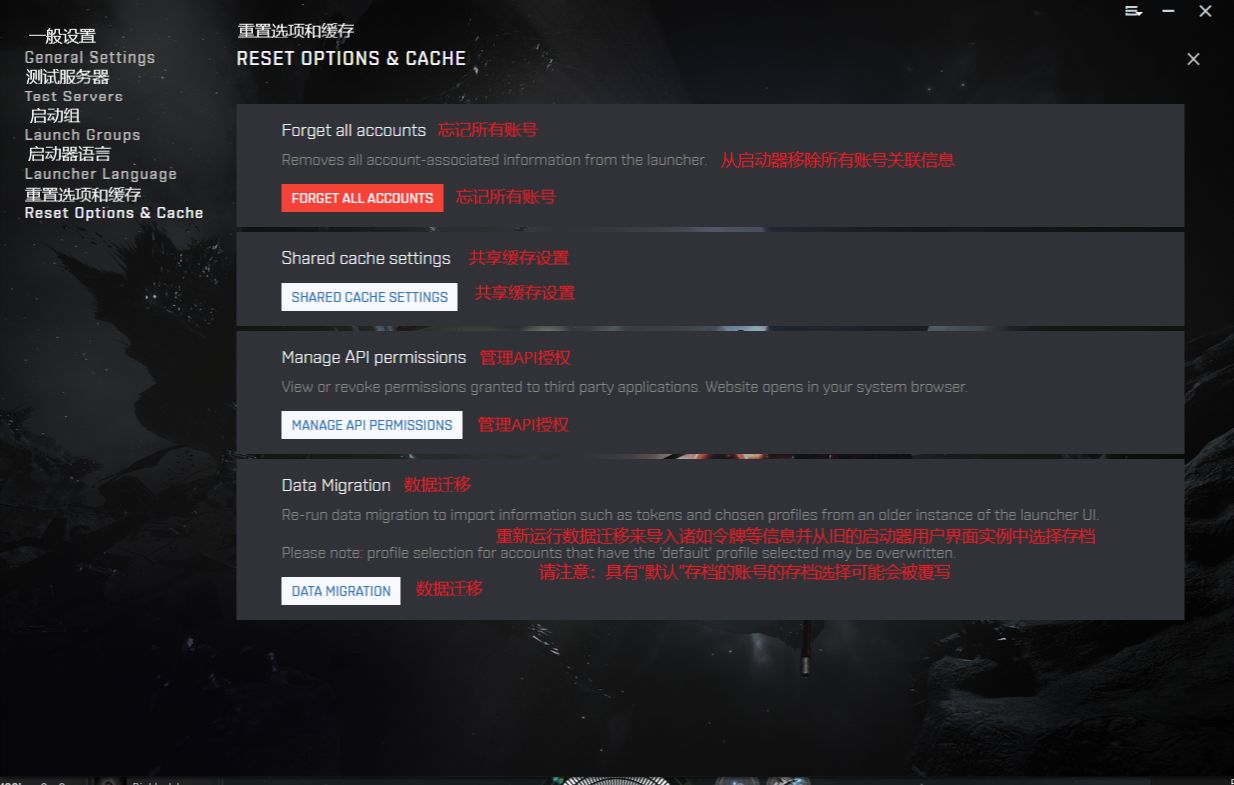 一般设置
General Settings
测试服务器
Test Servers
启动组
Launch Groups
启动器语言
Launcher Language
重置选项和缓存
Reset Options & Cache
重置选项和缓存
RESET OPTIONS & CACHE
Forget all accounts 忘记所有账号
Removes all account-associated information from the launcher. 从启动器移除所有账号关联信息
FORGET ALL ACCOUNTS 忘记所有账号
Shared cache settings 共享缓存设置
SHARED CACHE SETTINGS 共享缓存设置
Manage API permissions 管理API授权
View or revoke permissions granted to third party applications. Website opens in your system browser.
MANAGE API PERMISSIONS 管理API授权
Data Migration 数据迁移
Re-run data migration to import information such as tokens and chosen profiles from an older instance of the launcher UI.
重新运行数据迁移来导入诸如令牌等信息并从旧的启动器用户界面实例中选择存档
Please note: profile selection for accounts that have the 'default' profile selected may be overwritten.
请注意：具有“默认”存档的账号的存档选择可能会被覆写
DATA MIGRATION 数据迁移